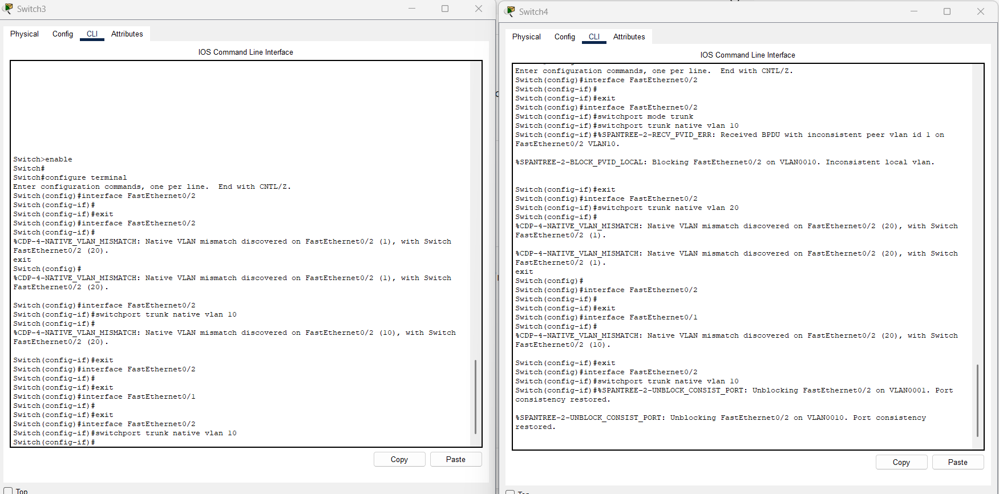 Switch3
Physical Config CLI Attributes
IOS Command Line Interface
Switch>enable
Switch#
Switch#configure terminal
Enter configuration commands, one per line.  End with CNTL/Z.
Switch(config)#interface FastEthernet0/2
Switch(config-if)#
Switch(config-if)#exit
Switch(config)#interface FastEthernet0/2
Switch(config-if)#
%CDP-4-NATIVE_VLAN_MISMATCH: Native VLAN mismatch discovered on FastEthernet0/2 (1), with Switch
FastEthernet0/2 (20).
exit
Switch(config)#
%CDP-4-NATIVE_VLAN_MISMATCH: Native VLAN mismatch discovered on FastEthernet0/2 (1), with Switch
FastEthernet0/2 (20).
Switch(config)#interface FastEthernet0/2
Switch(config-if)#switchport trunk native vlan 10
Switch(config-if)#
%CDP-4-NATIVE_VLAN_MISMATCH: Native VLAN mismatch discovered on FastEthernet0/2 (10), with Switch
FastEthernet0/2 (20).
Switch(config-if)#exit
Switch(config)#interface FastEthernet0/2
Switch(config-if)#
Switch(config-if)#exit
Switch(config)#interface FastEthernet0/1
Switch(config-if)#
Switch(config-if)#exit
Switch(config)#interface FastEthernet0/2
Switch(config-if)#switchport trunk native vlan 10
Switch(config-if)#
Copy Paste
Top
Switch4
Physical Config CLI Attributes
IOS Command Line Interface
Enter configuration commands, one per line.  End with CNTL/Z.
Switch(config)#interface FastEthernet0/2
Switch(config-if)#
Switch(config-if)#exit
Switch(config)#interface FastEthernet0/2
Switch(config-if)#switchport mode trunk
Switch(config-if)#switchport trunk native vlan 10
Switch(config-if)#%SPANTREE-2-RECV_PVID_ERR: Received BPDU with inconsistent peer vlan id 1 on
FastEthernet0/2 VLAN10.
%SPANTREE-2-BLOCK_PVID_LOCAL: Blocking FastEthernet0/2 on VLAN0010. Inconsistent local vlan.
Switch(config-if)#exit
Switch(config)#interface FastEthernet0/2
Switch(config-if)#switchport trunk native vlan 20
Switch(config-if)#
%CDP-4-NATIVE_VLAN_MISMATCH: Native VLAN mismatch discovered on FastEthernet0/2 (20), with Switch
FastEthernet0/2 (1).
%CDP-4-NATIVE_VLAN_MISMATCH: Native VLAN mismatch discovered on FastEthernet0/2 (20), with Switch
FastEthernet0/2 (1).
exit
Switch(config)#
Switch(config)#interface FastEthernet0/2
Switch(config-if)#
Switch(config-if)#exit
Switch(config)#interface FastEthernet0/1
Switch(config-if)#
%CDP-4-NATIVE_VLAN_MISMATCH: Native VLAN mismatch discovered on FastEthernet0/2 (20), with Switch
FastEthernet0/2 (10).
Switch(config-if)#exit
Switch(config)#interface FastEthernet0/2
Switch(config-if)#switchport trunk native vlan 10
Switch(config-if)#%SPANTREE-2-UNBLOCK_CONSIST_PORT: Unblocking FastEthernet0/2 on VLAN0001. Port
consistency restored.
%SPANTREE-2-UNBLOCK_CONSIST_PORT: Unblocking FastEthernet0/2 on VLAN0010. Port consistency
restored.
Copy Paste